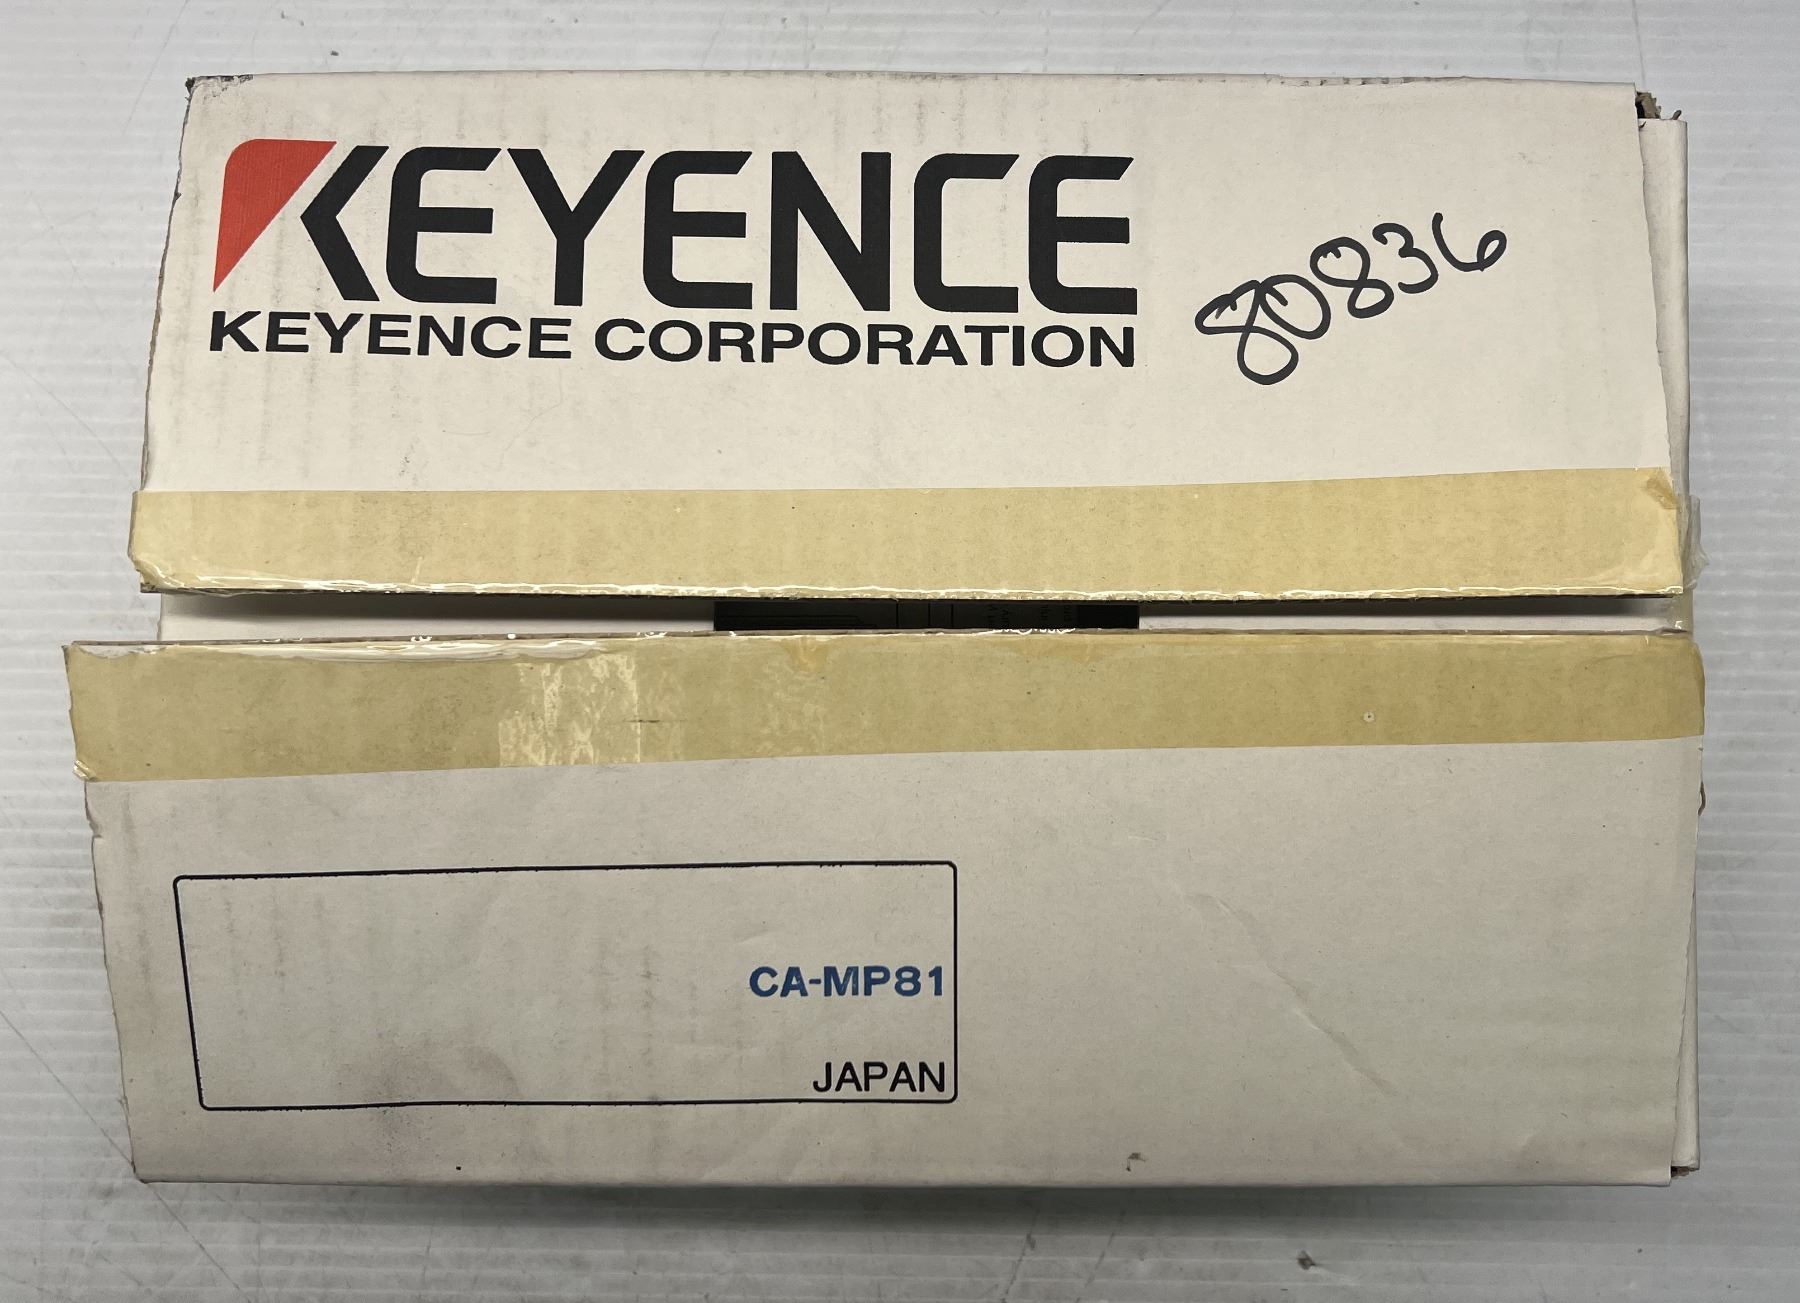 KEYENCE
KEYENCE CORPORATION
80836
CA-MP81
JAPAN